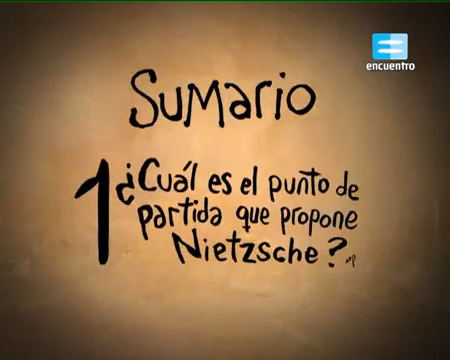 encuentro
Sumario
1 ¿Cuál es el punto de
partida que propone
Nietzsche?